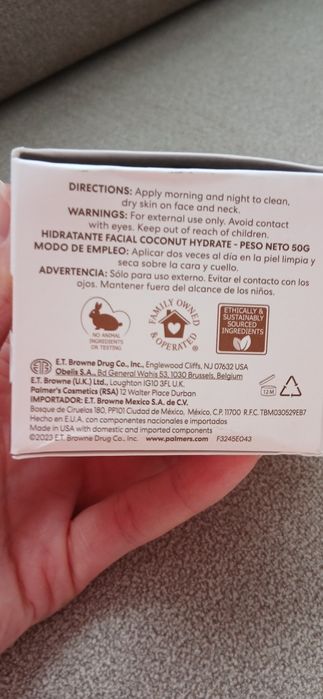 DIRECTIONS: Apply morning and night to clean,
dry skin on face and neck.
WARNINGS: For external use only. Avoid contact
with eyes. Keep out of reach of children.
HIDRATANTE FACIAL COCONUT HYDRATE - PESO NETO 50G
MODO DE EMPLEO: Aplicar dos veces al día en la piel limpia y
seca sobre la cara y cuello.
ADVERTENCIA: Sólo para uso externo. Evitar el contacto con los
ojos. Mantener fuera del alcance de los niños.
NO ANIMAL
INGREDIENTS
OR TESTING
FAMILY OWNED
& OPERATED
ETHICALLY &
SUSTAINABLY
SOURCED
INGREDIENTS
E.T. Browne Drug Co., Inc., Englewood Cliffs, NJ 07632 USA
Obelis S.A., Bd Général Wahis 53, 1030 Brussels, Belgium
E.T. Browne (U.K.) Ltd., Loughton IG10 3FL U.K.
Palmer's Cosmetics (RSA) 12 Walter Place Durban
12M
IMPORTADOR: E.T. Browne Mexico S.A. de C.V.
Bosque de Ciruelas 180, PP101 Ciudad de México, México, C.P. 11700 R.F.C. TBM030529EB7
Hecho en E.U.A. con componentes nacionales e importados
Made in USA with domestic and imported components
©2023 E.T. Browne Drug Co., Inc. www.palmers.com F3245E043